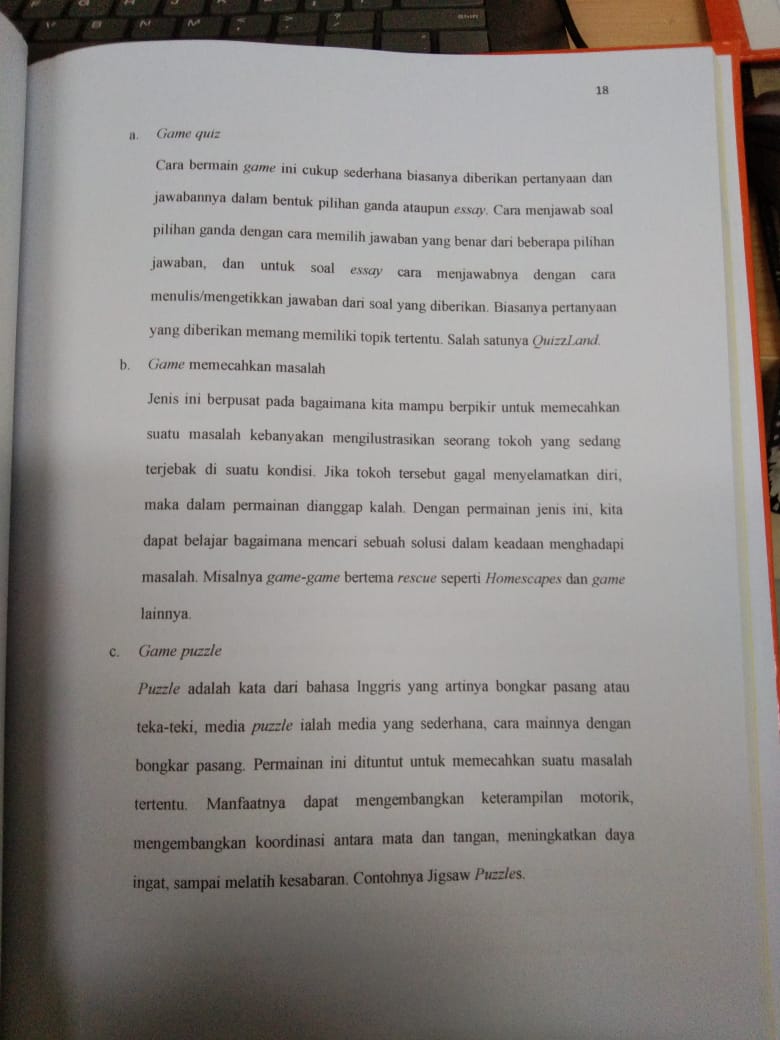 18
a. Game quiz
Cara bermain game ini cukup sederhana biasanya diberikan pertanyaan dan
jawabannya dalam bentuk pilihan ganda ataupun essay. Cara menjawab soal
pilihan ganda dengan cara memilih jawaban yang benar dari beberapa pilihan
jawaban, dan untuk soal essay cara menjawabnya dengan cara
menulis/mengetikkan jawaban dari soal yang diberikan. Biasanya pertanyaan
yang diberikan memang memiliki topik tertentu. Salah satunya QuizzLand.
b. Game memecahkan masalah
Jenis ini berpusat pada bagaimana kita mampu berpikir untuk memecahkan
suatu masalah kebanyakan mengilustrasikan seorang tokoh yang sedang
terjebak di suatu kondisi. Jika tokoh tersebut gagal menyelamatkan diri,
maka dalam permainan dianggap kalah. Dengan permainan jenis ini, kita
dapat belajar bagaimana mencari sebuah solusi dalam keadaan menghadapi
masalah. Misalnya game-game bertema rescue seperti Homescapes dan game
lainnya.
c. Game puzzle
Puzzle adalah kata dari bahasa Inggris yang artinya bongkar pasang atau
teka-teki, media puzzle ialah media yang sederhana, cara mainnya dengan
bongkar pasang. Permainan ini dituntut untuk memecahkan suatu masalah
tertentu. Manfaatnya dapat mengembangkan keterampilan motorik,
mengembangkan koordinasi antara mata dan tangan, meningkatkan daya
ingat, sampai melatih kesabaran. Contohnya Jigsaw Puzzles.